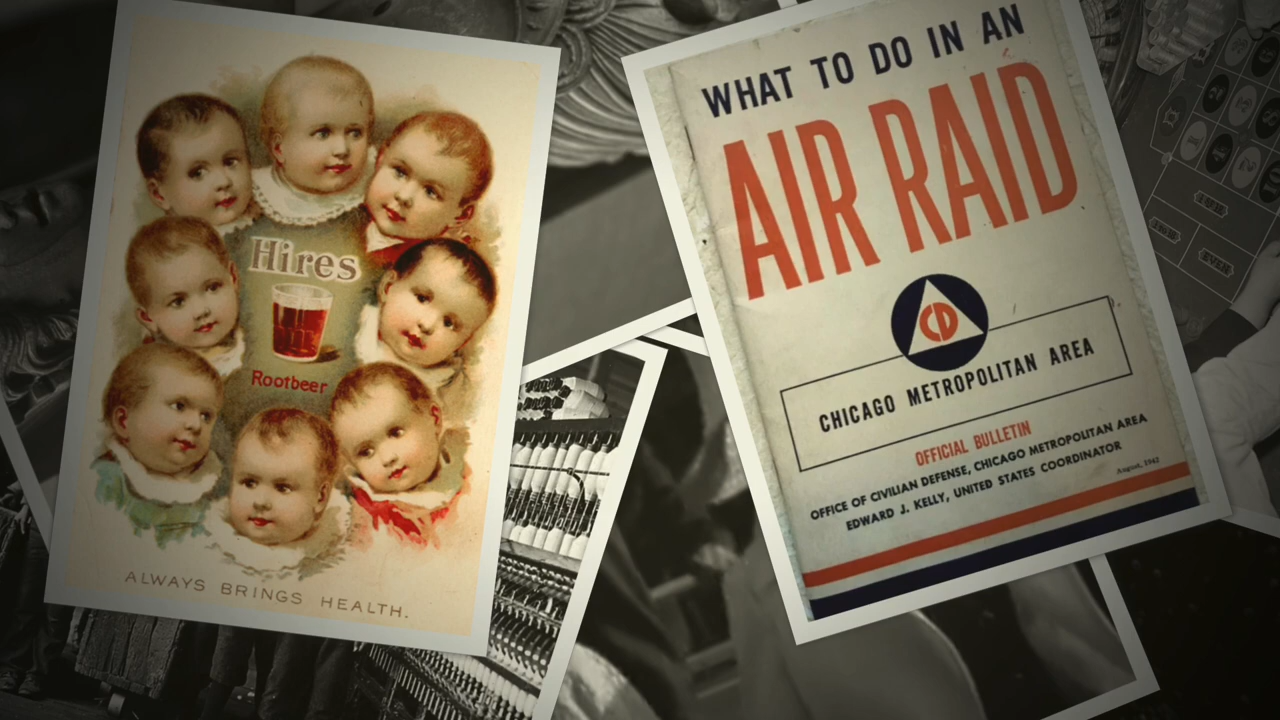 Hires
Rootbeer
ALWAYS BRINGS HEALTH.
WHAT TO DO IN AN
AIR RAID
CD
CHICAGO METROPOLITAN AREA
OFFICIAL BULLETIN
OFFICE OF CIVILIAN DEFENSE, CHICAGO METROPOLITAN AREA
EDWARD J. KELLY, UNITED STATES COORDINATOR
August, 1942
EVEN